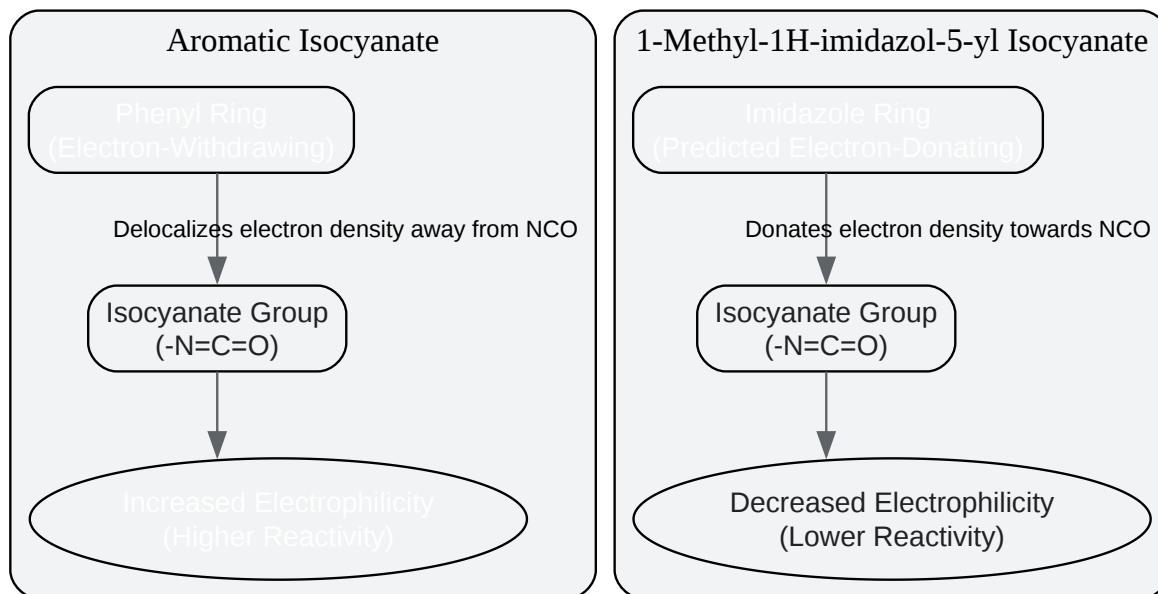 Aromatic Isocyanate
Phenyl Ring
(Electron-Withdrawing)
Delocalizes electron density away from NCO
Isocyanate Group
(-N=C=O)
Increased Electrophilicity
(Higher Reactivity)
1-Methyl-1H-imidazol-5-yl Isocyanate
Imidazole Ring
(Predicted Electron-Donating)
Donates electron density towards NCO
Isocyanate Group
(-N=C=O)
Decreased Electrophilicity
(Lower Reactivity)